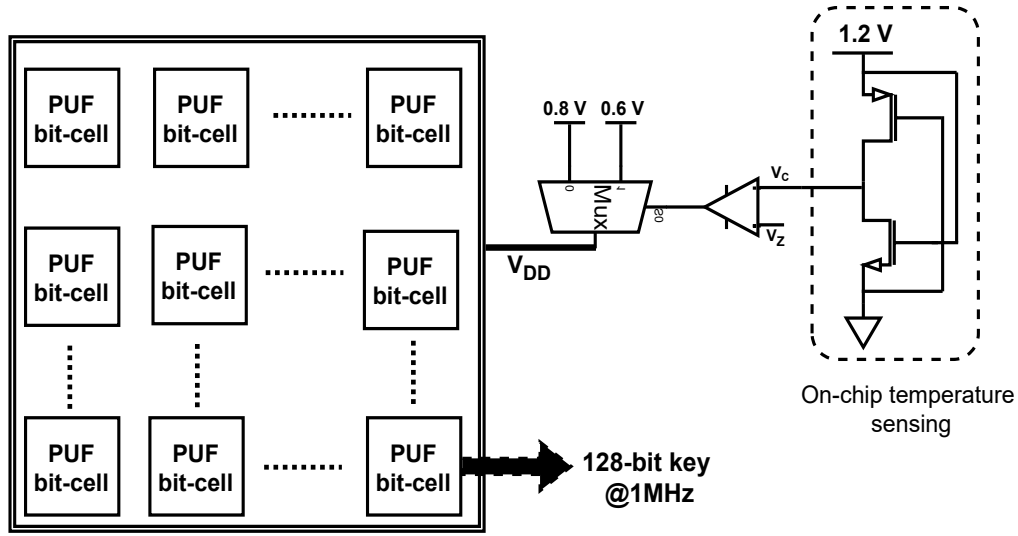 1.2 V
PUF
bit-cell
PUF
bit-cell
PUF
bit-cell
0.8 V
0.6 V
0
1
Mux
S0
V_C
V_Z
V_DD
PUF
bit-cell
PUF
bit-cell
PUF
bit-cell
On-chip temperature
sensing
PUF
bit-cell
PUF
bit-cell
PUF
bit-cell
128-bit key
@1MHz